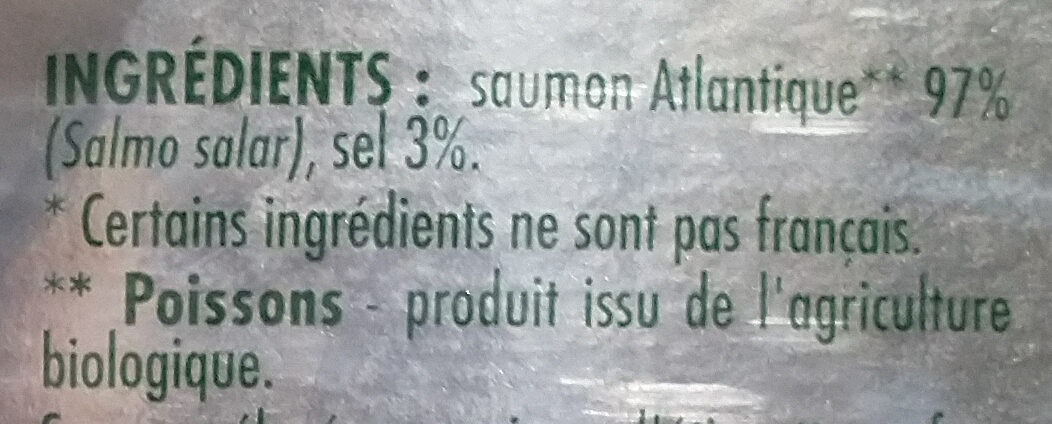 INGRÉDIENTS : saumon Atlantique** 97%
(Salmo salar), sel 3%.
* Certains ingrédients ne sont pas français.
** Poissons - produit issu de l'agriculture
biologique.